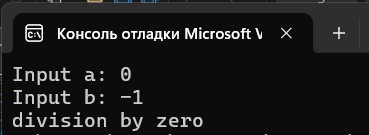 Консоль отладки Microsoft V
Input a: 0
Input b: -1
division by zero